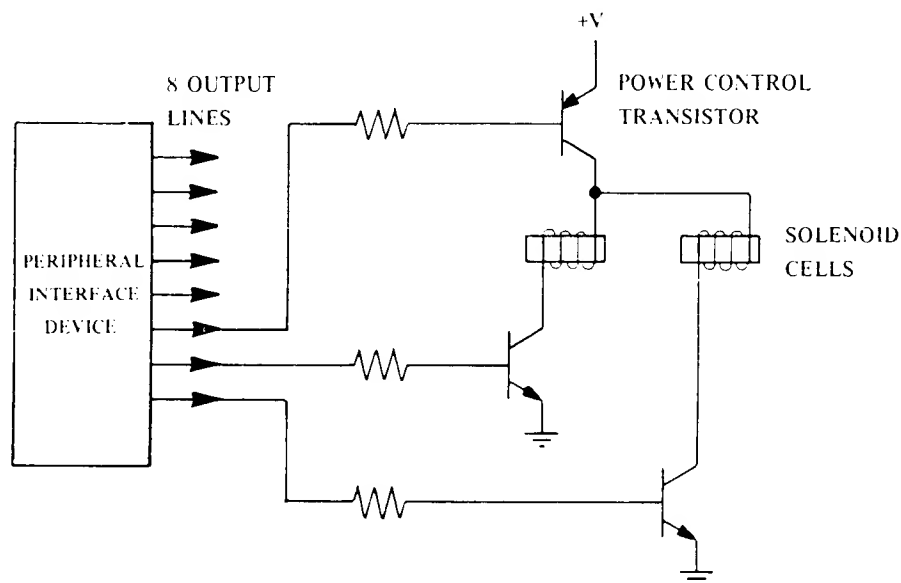 +V
8 OUTPUT
LINES
POWER CONTROL
TRANSISTOR
PERIPHERAL
INTERFACE
DEVICE
SOLENOID
CELLS